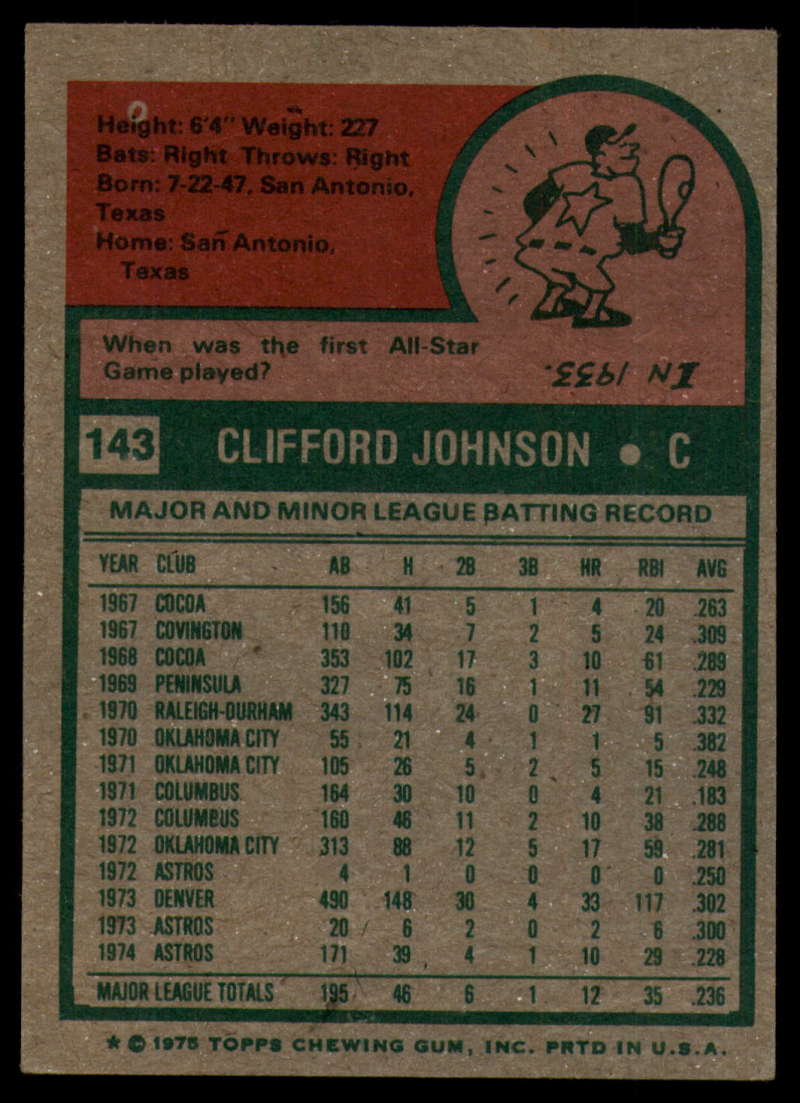 Height: 6'4" Weight: 227
Bats: Right Throws: Right
Born: 7-22-47, San Antonio,
Texas
Home: San Antonio,
Texas
When was the first All-Star
Game played?
IN 1933.
143 CLIFFORD JOHNSON • C
MAJOR AND MINOR LEAGUE BATTING RECORD
YEAR CLUB AB H 2B 3B HR RBI AVG
1967 COCOA 156 41 5 1 4 20 .263
1967 COVINGTON 110 34 7 2 5 24 .309
1968 COCOA 353 102 17 3 10 61 .289
1969 PENINSULA 327 75 16 1 11 54 .229
1970 RALEIGH-DURHAM 343 114 24 0 27 91 .332
1970 OKLAHOMA CITY 55 21 4 1 1 5 .382
1971 OKLAHOMA CITY 105 26 5 2 5 15 .248
1971 COLUMBUS 164 30 10 0 4 21 .183
1972 COLUMBUS 160 46 11 2 10 38 .288
1972 OKLAHOMA CITY 313 88 12 5 17 59 .281
1972 ASTROS 4 1 0 0 0 0 .250
1973 DENVER 490 148 30 4 33 117 .302
1973 ASTROS 20 6 2 0 2 6 .300
1974 ASTROS 171 39 4 1 10 29 .228
MAJOR LEAGUE TOTALS 195 46 6 1 12 35 .236
★ © 1975 TOPPS CHEWING GUM, INC. PRTD IN U.S.A.